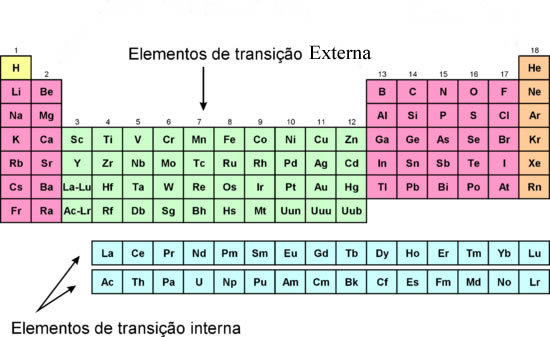 1 18
Elementos de transição Externa
H 2 13 14 15 16 17 He
Li Be B C N O F Ne
Na Mg 3 4 5 6 7 8 9 10 11 12 Al Si P S Cl Ar
K Ca Sc Ti V Cr Mn Fe Co Ni Cu Zn Ga Ge As Se Br Kr
Rb Sr Y Zr Nb Mo Tc Ru Rh Pd Ag Cd In Sn Sb Te I Xe
Cs Ba La-Lu Hf Ta W Re Os Ir Pt Au Hg Tl Pb Bi Po At Rn
Fr Ra Ac-Lr Rf Db Sg Bh Hs Mt Uun Uuu Uub
La Ce Pr Nd Pm Sm Eu Gd Tb Dy Ho Er Tm Yb Lu
Ac Th Pa U Np Pu Am Cm Bk Cf Es Fm Md No Lr
Elementos de transição interna